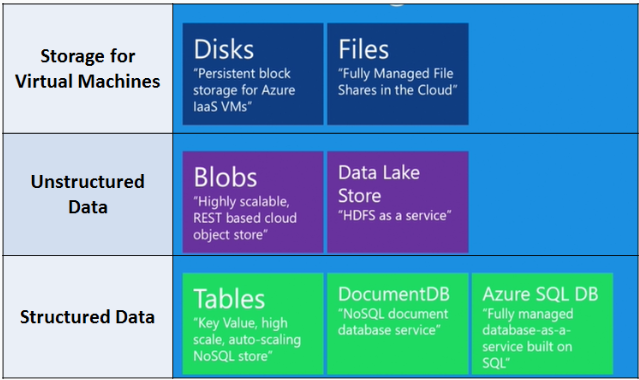 Storage for
Virtual Machines
Disks
"Persistent block
storage for Azure
IaaS VMs"
Files
"Fully Managed File
Shares in the Cloud"
Unstructured
Data
Blobs
"Highly scalable,
REST based cloud
object store"
Data Lake
Store
"HDFS as a service"
Structured Data
Tables
"Key Value, high
scale, auto-scaling
NoSQL store"
DocumentDB
"NoSQL document
database service"
Azure SQL DB
"Fully managed
database-as-a-
service built on
SQL"